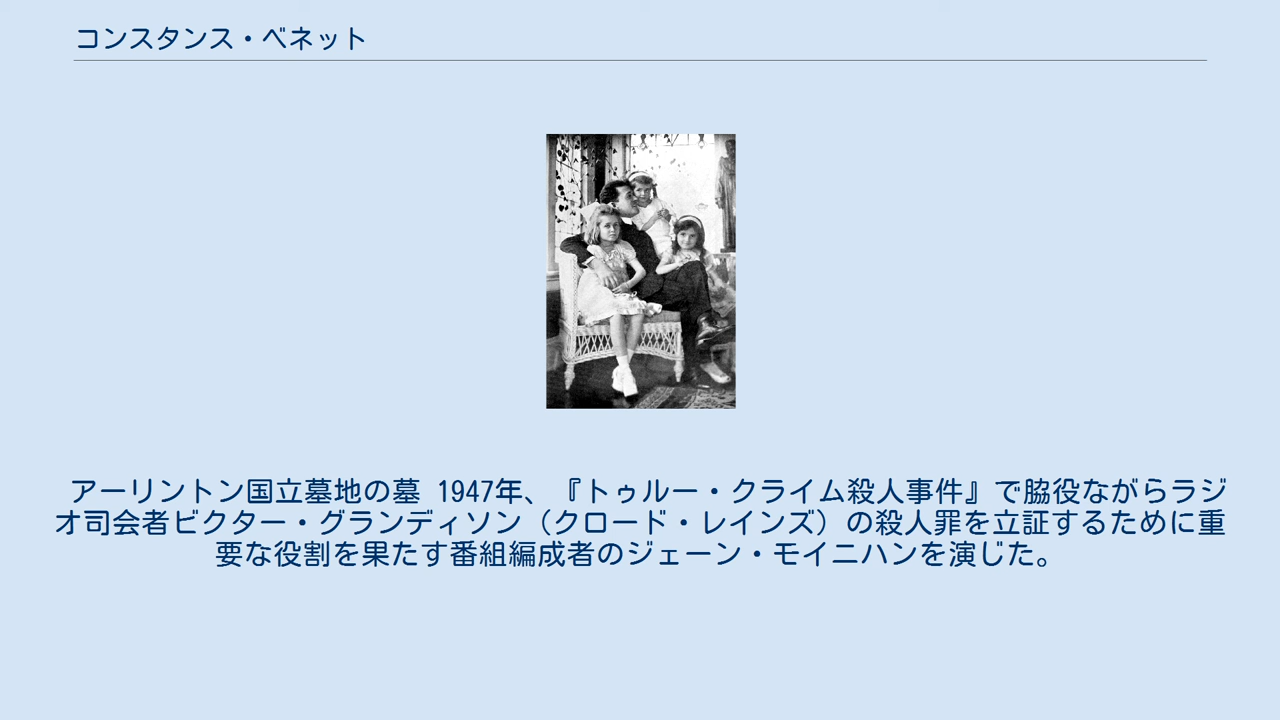 コンスタンス・ベネット
アーリントン国立墓地の墓 1947年、『トゥルー・クライム殺人事件』で脇役ながらラジ
オ司会者ビクター・グランディソン（クロード・レインズ）の殺人罪を立証するために重
要な役割を果たす番組編成者のジェーン・モイニハンを演じた。